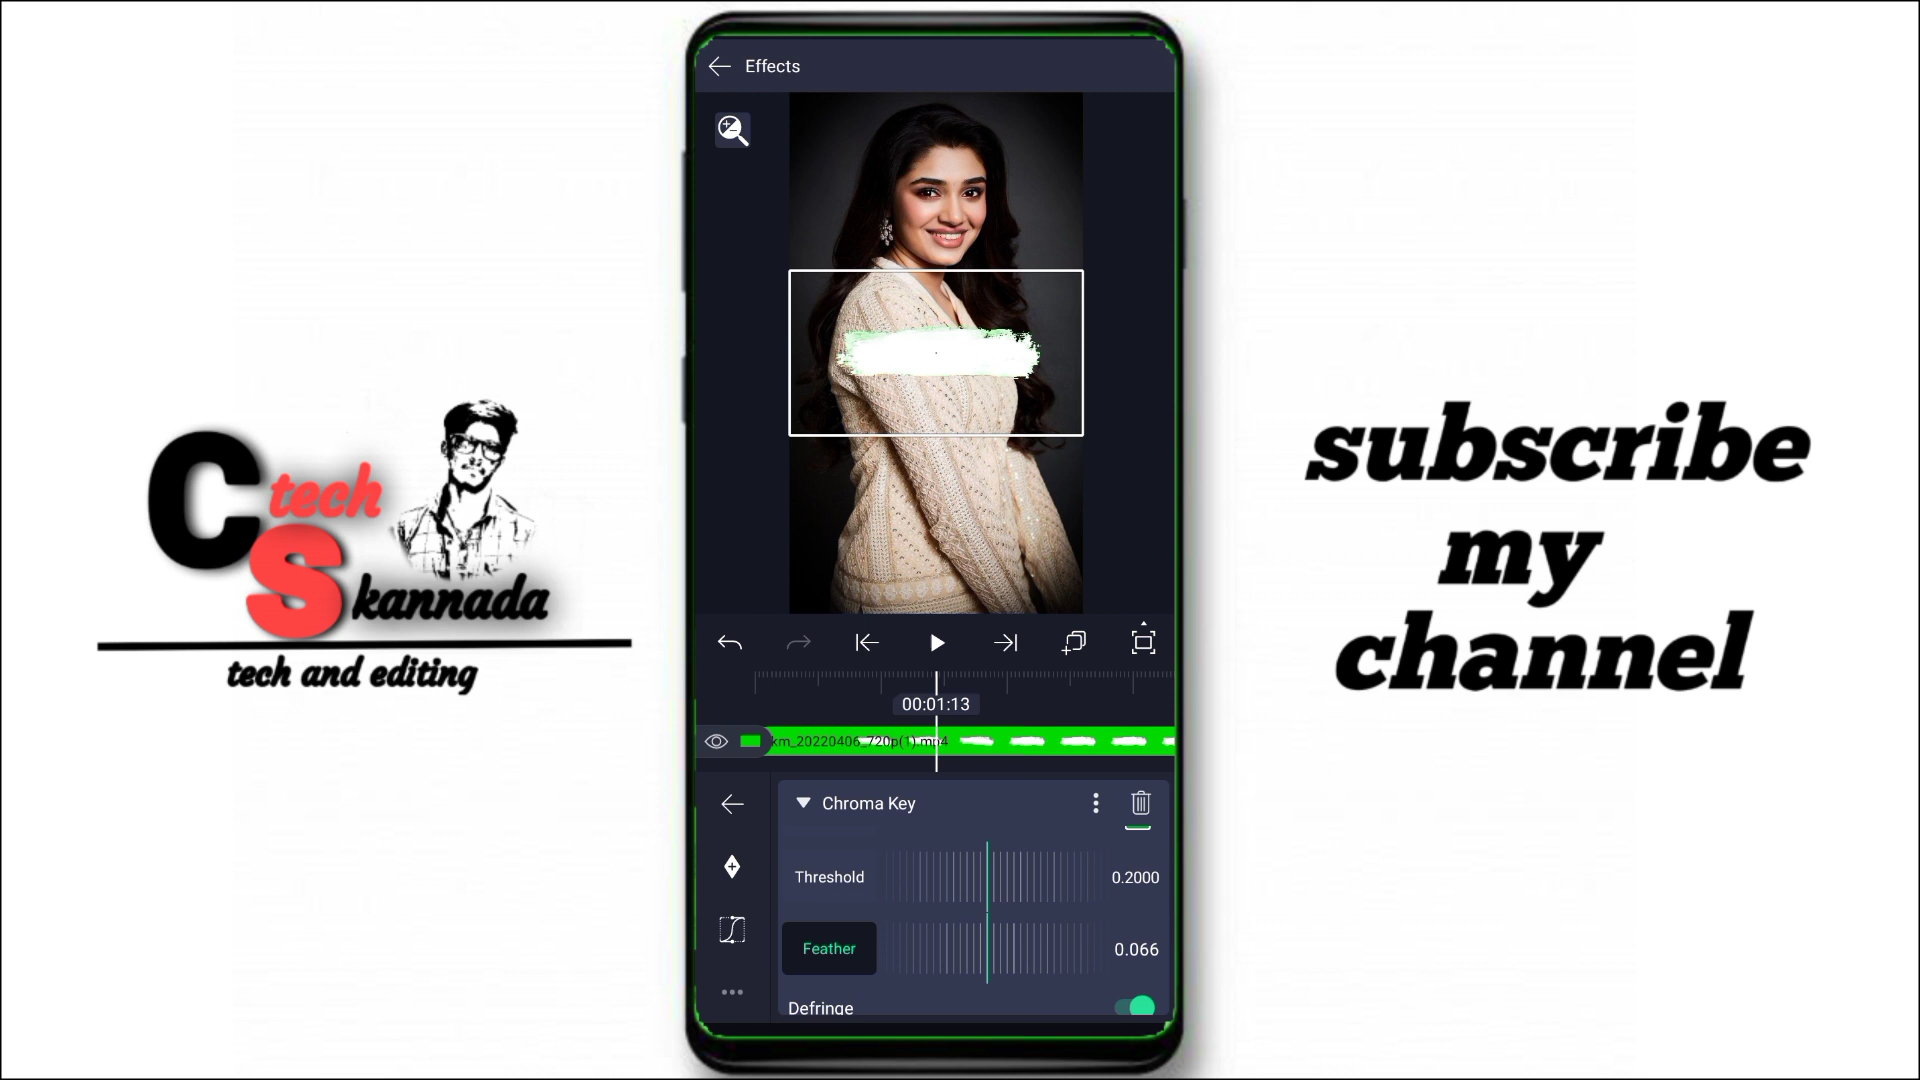 Effects
C
tech
S
kannada
tech and editing
subscribe
my
channel
00:01:13
km_20220406_720p(1).mp4
Chroma Key
Threshold
0.2000
Feather
0.066
Defringe